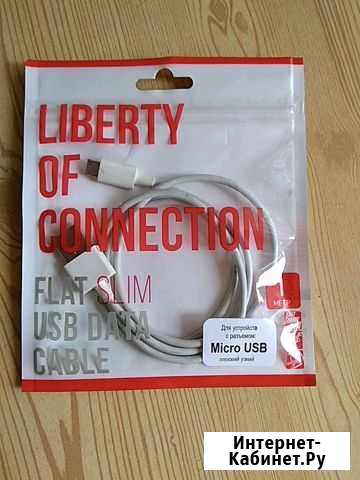 LIBERTY
OF
CONNECTION
FLAT SLIM
USB DATA
CABLE
Для устройств
с разъемом:
Micro USB
плоский узкий
Интернет-
Кабинет.Ру